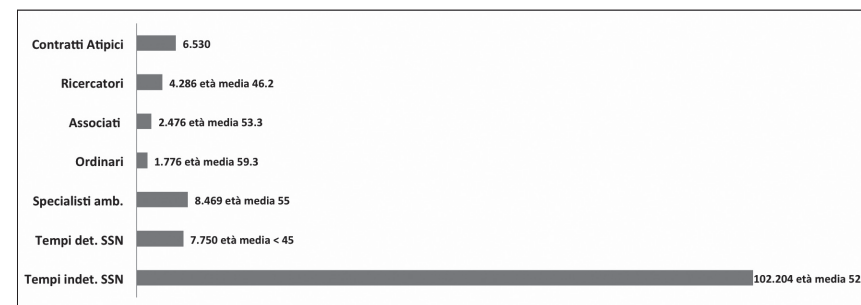 Contratti Atipici 6.530
Ricercatori 4.286 età media 46.2
Associati 2.476 età media 53.3
Ordinari 1.776 età media 59.3
Specialisti amb. 8.469 età media 55
Tempi det. SSN 7.750 età media < 45
Tempi indet. SSN 102.204 età media 52